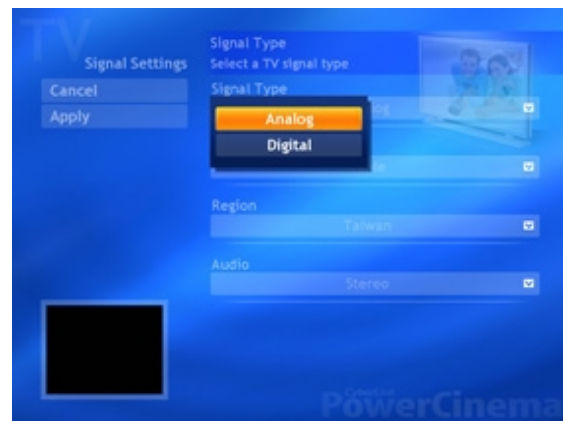 TV
Signal Settings
Cancel
Apply
Signal Type
Select a TV signal type
Signal Type
Analog
Digital
Region
Taiwan
Audio
Stereo
CyberLink
PowerCinema